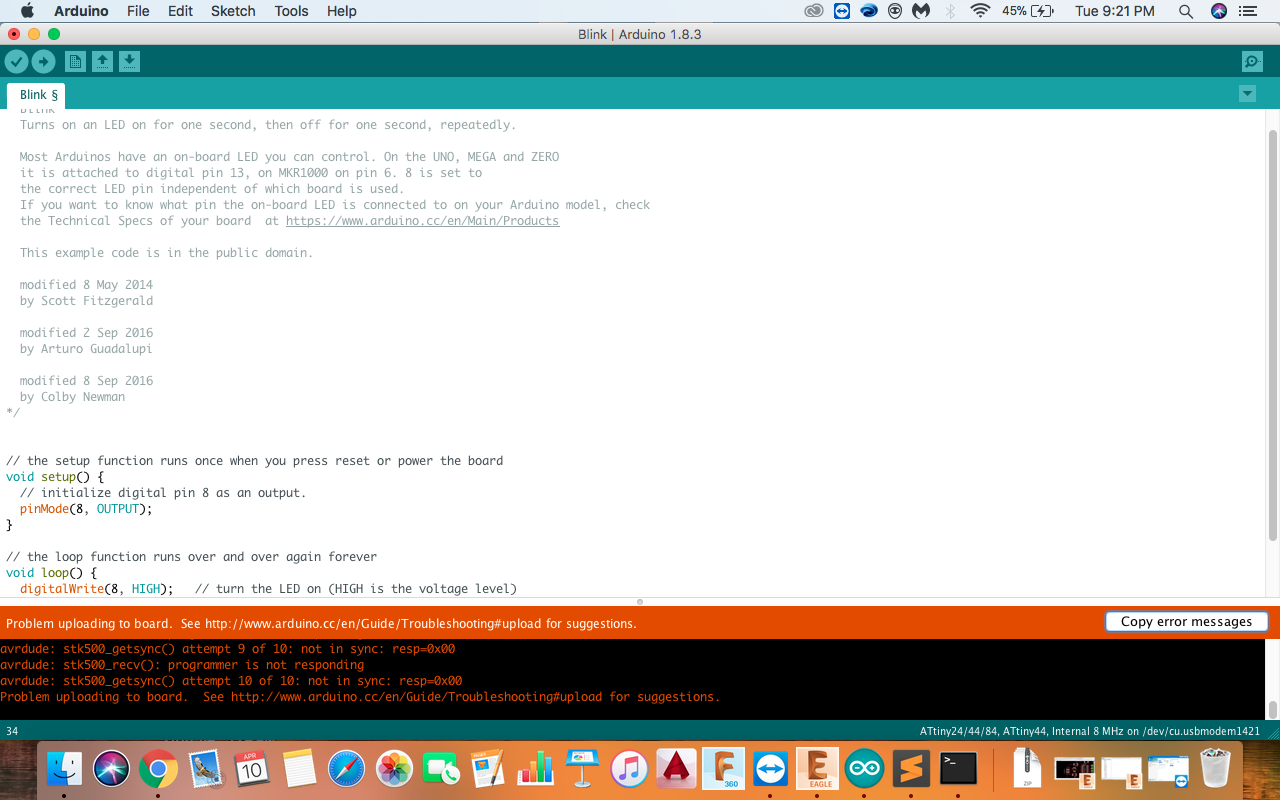 Arduino File Edit Sketch Tools Help 45% Tue 9:21 PM
Blink | Arduino 1.8.3
Blink §
Blink
Turns on an LED on for one second, then off for one second, repeatedly.
Most Arduinos have an on-board LED you can control. On the UNO, MEGA and ZERO
it is attached to digital pin 13, on MKR1000 on pin 6. 8 is set to
the correct LED pin independent of which board is used.
If you want to know what pin the on-board LED is connected to on your Arduino model, check
the Technical Specs of your board  at https://www.arduino.cc/en/Main/Products
This example code is in the public domain.
modified 8 May 2014
by Scott Fitzgerald
modified 2 Sep 2016
by Arturo Guadalupi
modified 8 Sep 2016
by Colby Newman
*/
// the setup function runs once when you press reset or power the board
void setup() {
// initialize digital pin 8 as an output.
pinMode(8, OUTPUT);
}
// the loop function runs over and over again forever
void loop() {
digitalWrite(8, HIGH);   // turn the LED on (HIGH is the voltage level)
Problem uploading to board.  See http://www.arduino.cc/en/Guide/Troubleshooting#upload for suggestions.
Copy error messages
avrdude: stk500_getsync() attempt 9 of 10: not in sync: resp=0x00
avrdude: stk500_recv(): programmer is not responding
avrdude: stk500_getsync() attempt 10 of 10: not in sync: resp=0x00
Problem uploading to board.  See http://www.arduino.cc/en/Guide/Troubleshooting#upload for suggestions.
34 ATtiny24/44/84, ATtiny44, Internal 8 MHz on /dev/cu.usbmodem1421
APR
10
A
F
360
E
EAGLE
S
>_
ZIP
E
E